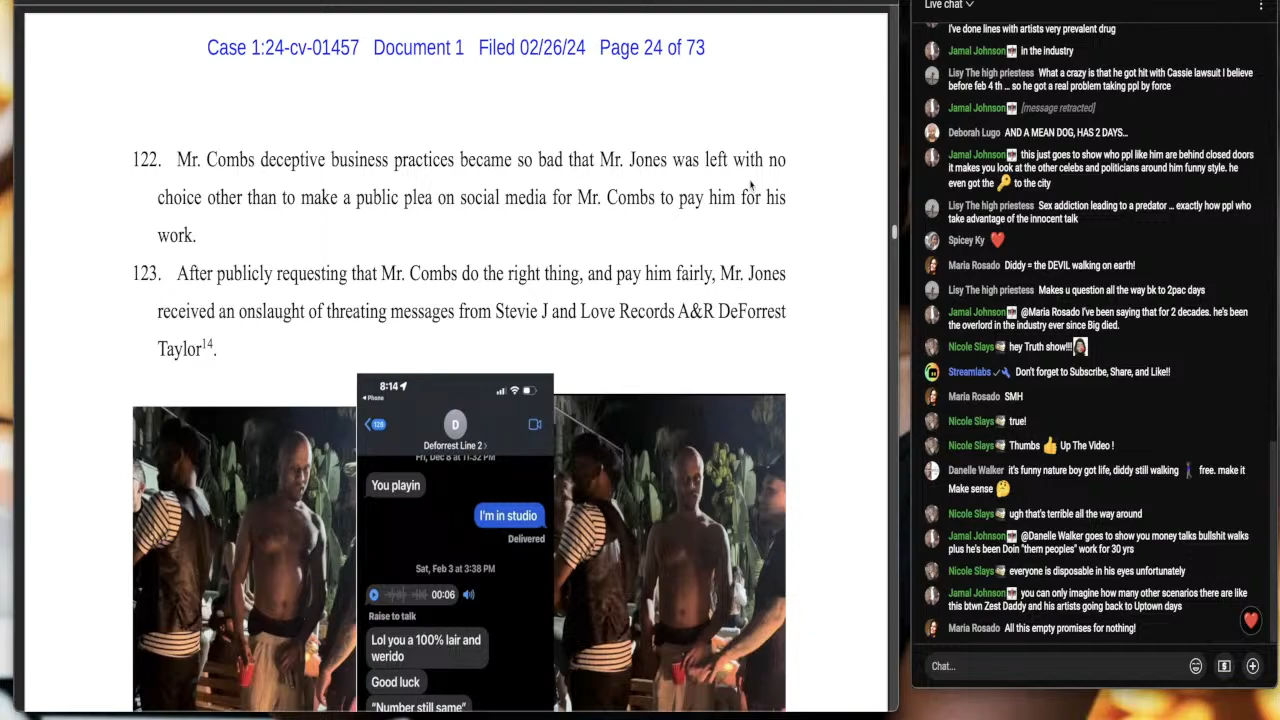 Case 1:24-cv-01457 Document 1 Filed 02/26/24 Page 24 of 73
122. Mr. Combs deceptive business practices became so bad that Mr. Jones was left with no
choice other than to make a public plea on social media for Mr. Combs to pay him for his
work.
123. After publicly requesting that Mr. Combs do the right thing, and pay him fairly, Mr. Jones
received an onslaught of threating messages from Stevie J and Love Records A&R DeForrest
Taylor14.
8:14
Phone
128
D
Deforrest Line 2
Fri, Dec 8 at 11:32 PM
You playin
I'm in studio
Delivered
Sat, Feb 3 at 3:38 PM
00:06
Raise to talk
Lol you a 100% lair and
werido
Good luck
"Number still same"
Live chat
I've done lines with artists very prevalent drug
Jamal Johnson in the industry
Lisy The high priestess What a crazy is that he got hit with Cassie lawsuit I believe
before feb 4 th ... so he got a real problem taking ppl by force
Jamal Johnson [message retracted]
Deborah Lugo AND A MEAN DOG, HAS 2 DAYS...
Jamal Johnson this just goes to show who ppl like him are behind closed doors
it makes you look at the other celebs and politicians around him funny style. he
even got the 🔑 to the city
Lisy The high priestess Sex addiction leading to a predator ... exactly how ppl who
take advantage of the innocent talk
Spicey Ky ❤️
Maria Rosado Diddy = the DEVIL walking on earth!
Lisy The high priestess Makes u question all the way bk to 2pac days
Jamal Johnson @Maria Rosado I've been saying that for 2 decades. he's been
the overlord in the industry ever since Big died.
Nicole Slays hey Truth show!!!
Streamlabs Don't forget to Subscribe, Share, and Like!!
Maria Rosado SMH
Nicole Slays true!
Nicole Slays Thumbs 👍 Up The Video !
Danelle Walker it's funny nature boy got life, diddy still walking 🚶 free. make it
Make sense 🤔
Nicole Slays ugh that's terrible all the way around
Jamal Johnson @Danelle Walker goes to show you money talks bullshit walks
plus he's been Doin "them peoples" work for 30 yrs
Nicole Slays everyone is disposable in his eyes unfortunately
Jamal Johnson you can only imagine how many other scenarios there are like
this btwn Zest Daddy and his artists going back to Uptown days
Maria Rosado All this empty promises for nothing!
Chat...